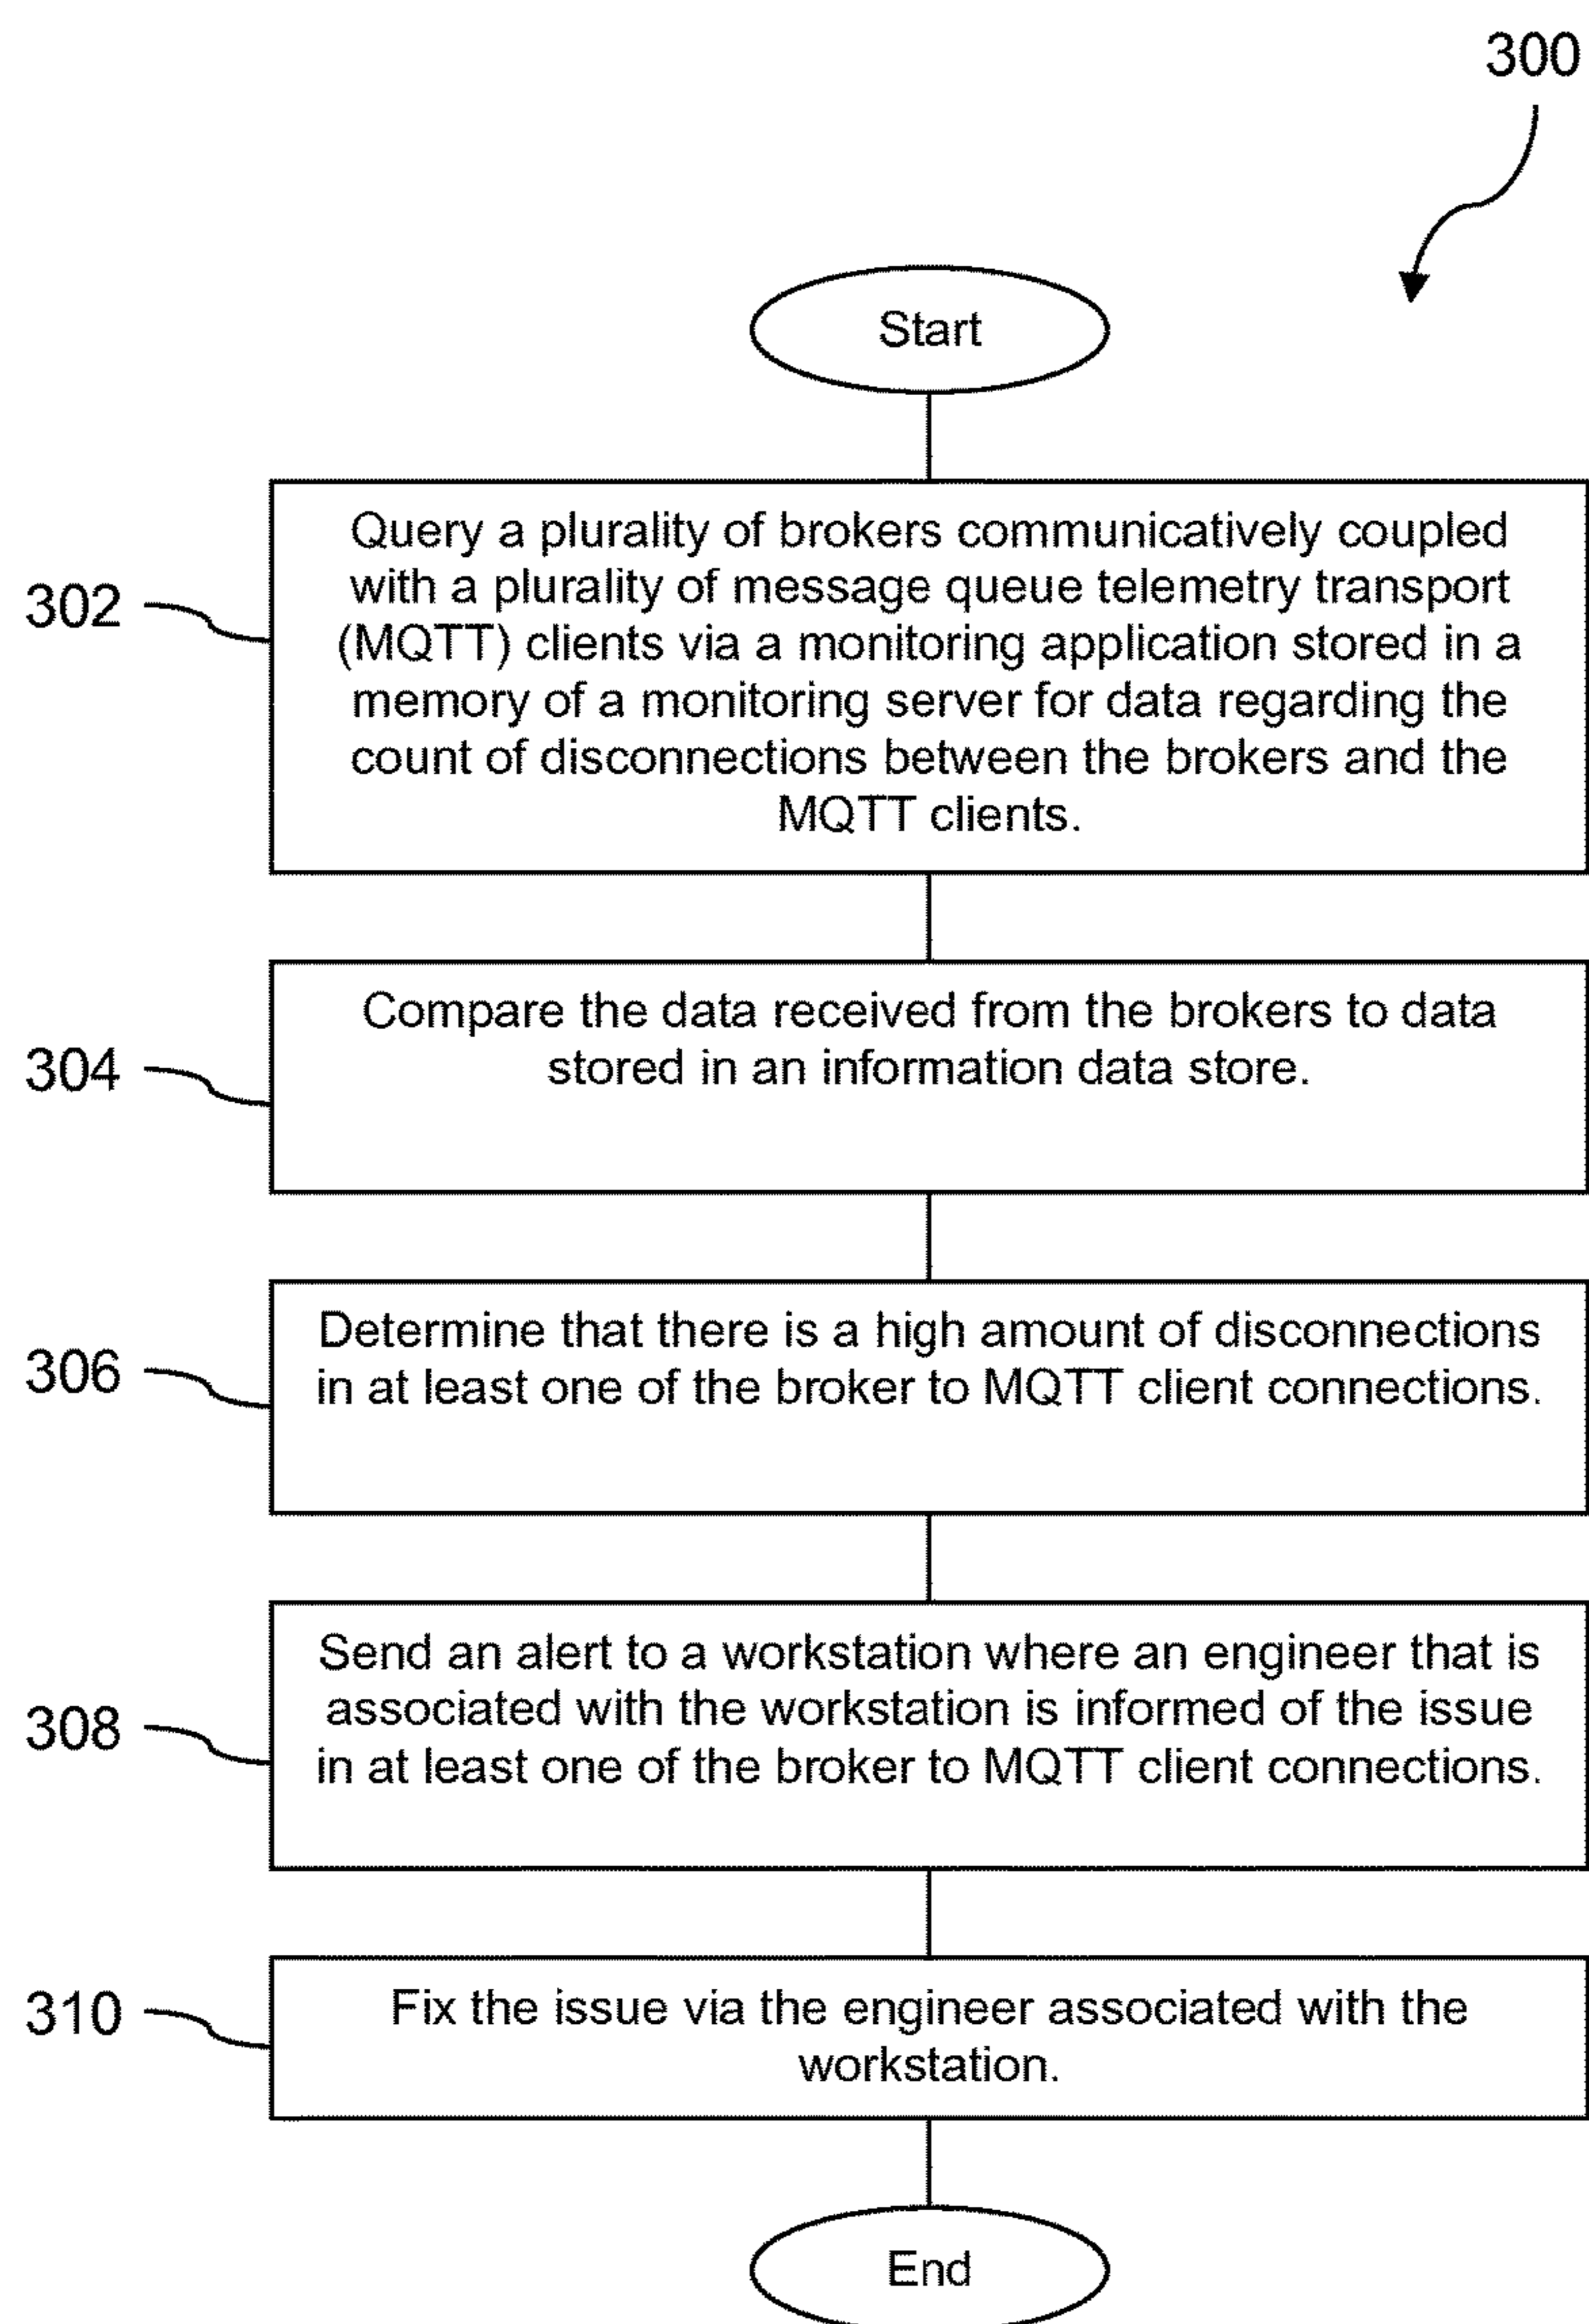 300
Start
302
Query a plurality of brokers communicatively coupled
with a plurality of message queue telemetry transport
(MQTT) clients via a monitoring application stored in a
memory of a monitoring server for data regarding the
count of disconnections between the brokers and the
MQTT clients.
304
Compare the data received from the brokers to data
stored in an information data store.
306
Determine that there is a high amount of disconnections
in at least one of the broker to MQTT client connections.
308
Send an alert to a workstation where an engineer that is
associated with the workstation is informed of the issue
in at least one of the broker to MQTT client connections.
310
Fix the issue via the engineer associated with the
workstation.
End